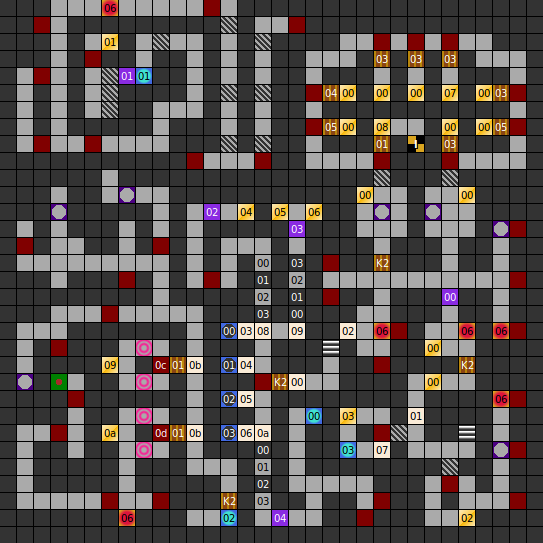 06
01
03 03 03
01 01
04 00 00 00 07 00 03
05 00 08 00 00 05
01 03
00 00
02 04 05 06
03
00 03 K2
01 02
02 01 00
03 00
00 03 08 09 02 06 06 06
00
09 0c 01 0b 01 04 K2
K2 00 00
02 05 06
00 03 01
0a 0d 01 0b 03 06 0a
00 03 07
01
02
K2 03
06 02 04 02